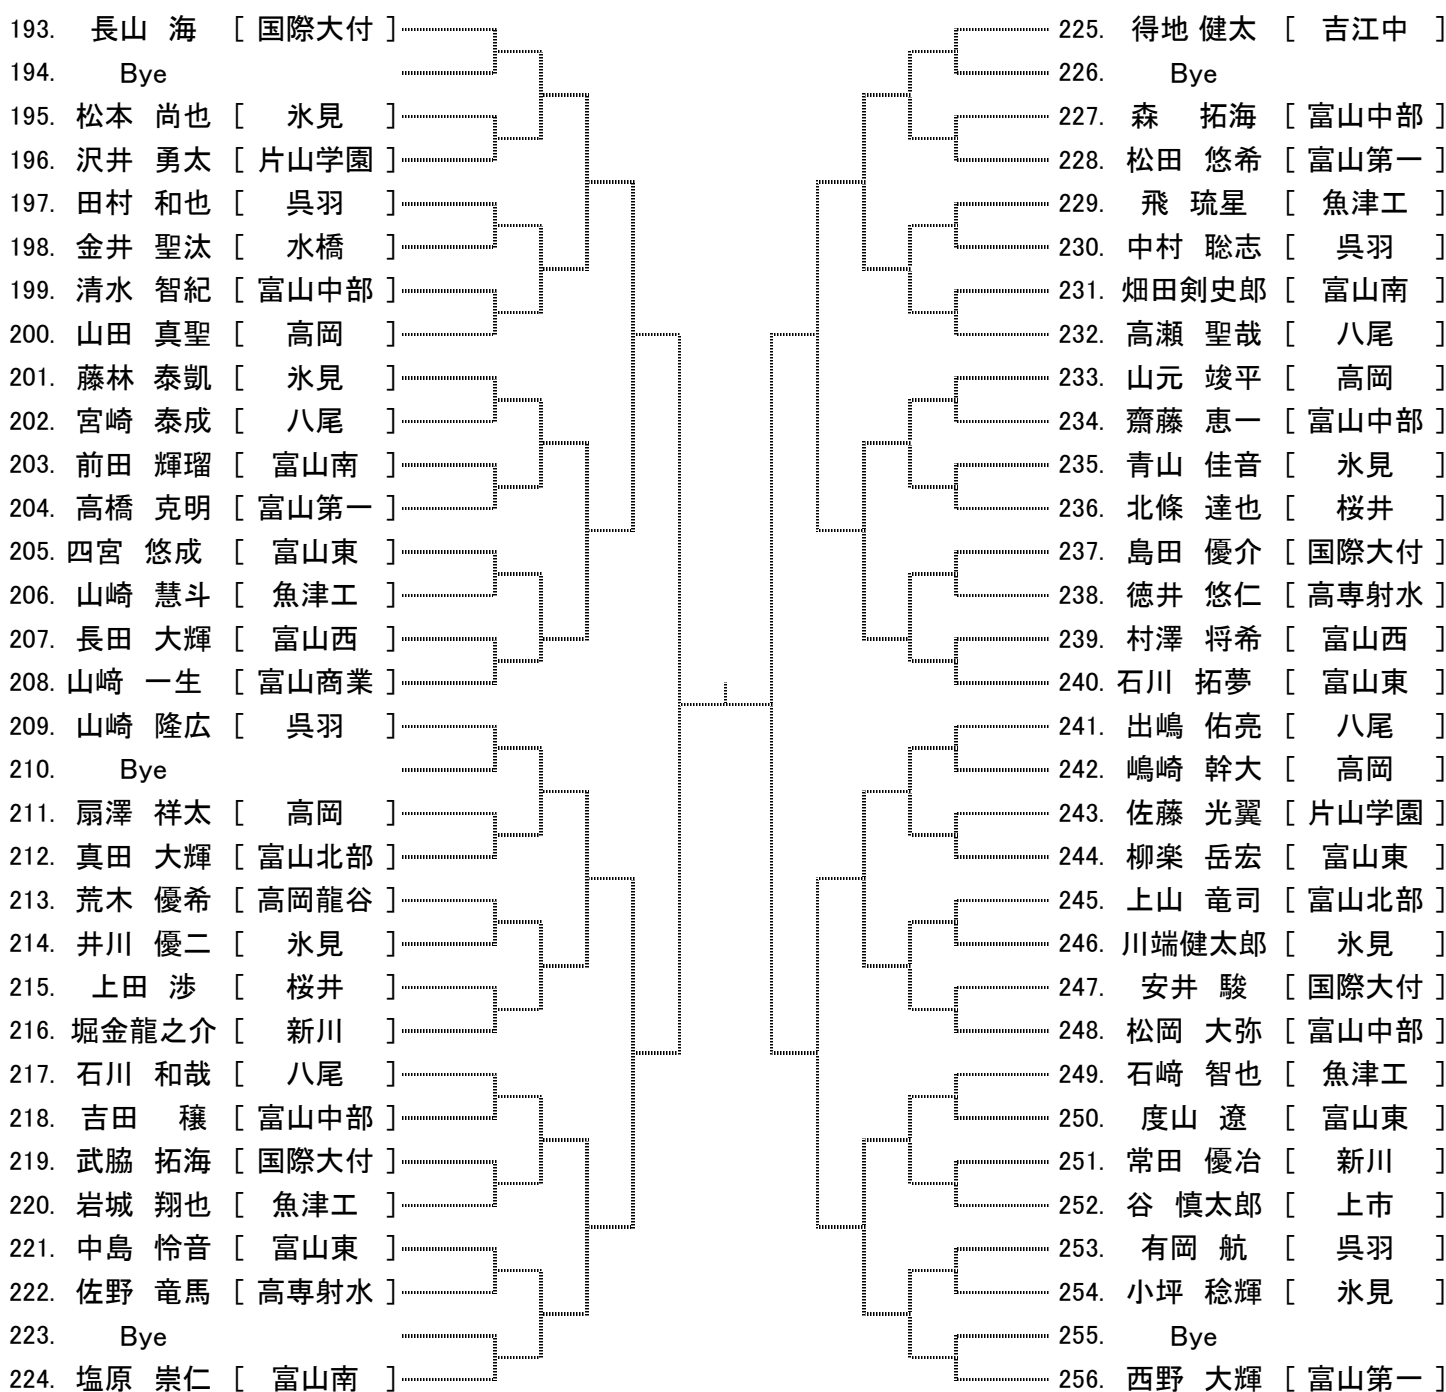 193. 長山 海 [ 国際大付 ]
194. Bye
195. 松本 尚也 [ 氷見 ]
196. 沢井 勇太 [ 片山学園 ]
197. 田村 和也 [ 呉羽 ]
198. 金井 聖汰 [ 水橋 ]
199. 清水 智紀 [ 富山中部 ]
200. 山田 真聖 [ 高岡 ]
201. 藤林 泰凱 [ 氷見 ]
202. 宮崎 泰成 [ 八尾 ]
203. 前田 輝瑠 [ 富山南 ]
204. 高橋 克明 [ 富山第一 ]
205. 四宮 悠成 [ 富山東 ]
206. 山崎 慧斗 [ 魚津工 ]
207. 長田 大輝 [ 富山西 ]
208. 山﨑 一生 [ 富山商業 ]
209. 山崎 隆広 [ 呉羽 ]
210. Bye
211. 扇澤 祥太 [ 高岡 ]
212. 真田 大輝 [ 富山北部 ]
213. 荒木 優希 [ 高岡龍谷 ]
214. 井川 優二 [ 氷見 ]
215. 上田 渉 [ 桜井 ]
216. 堀金龍之介 [ 新川 ]
217. 石川 和哉 [ 八尾 ]
218. 吉田 穣 [ 富山中部 ]
219. 武脇 拓海 [ 国際大付 ]
220. 岩城 翔也 [ 魚津工 ]
221. 中島 怜音 [ 富山東 ]
222. 佐野 竜馬 [ 高専射水 ]
223. Bye
224. 塩原 崇仁 [ 富山南 ]
225. 得地 健太 [ 吉江中 ]
226. Bye
227. 森 拓海 [ 富山中部 ]
228. 松田 悠希 [ 富山第一 ]
229. 飛 琉星 [ 魚津工 ]
230. 中村 聡志 [ 呉羽 ]
231. 畑田剣史郎 [ 富山南 ]
232. 高瀬 聖哉 [ 八尾 ]
233. 山元 竣平 [ 高岡 ]
234. 齋藤 恵一 [ 富山中部 ]
235. 青山 佳音 [ 氷見 ]
236. 北條 達也 [ 桜井 ]
237. 島田 優介 [ 国際大付 ]
238. 徳井 悠仁 [ 高専射水 ]
239. 村澤 将希 [ 富山西 ]
240. 石川 拓夢 [ 富山東 ]
241. 出嶋 佑亮 [ 八尾 ]
242. 嶋崎 幹大 [ 高岡 ]
243. 佐藤 光翼 [ 片山学園 ]
244. 柳楽 岳宏 [ 富山東 ]
245. 上山 竜司 [ 富山北部 ]
246. 川端健太郎 [ 氷見 ]
247. 安井 駿 [ 国際大付 ]
248. 松岡 大弥 [ 富山中部 ]
249. 石﨑 智也 [ 魚津工 ]
250. 度山 遼 [ 富山東 ]
251. 常田 優冶 [ 新川 ]
252. 谷 慎太郎 [ 上市 ]
253. 有岡 航 [ 呉羽 ]
254. 小坪 稔輝 [ 氷見 ]
255. Bye
256. 西野 大輝 [ 富山第一 ]